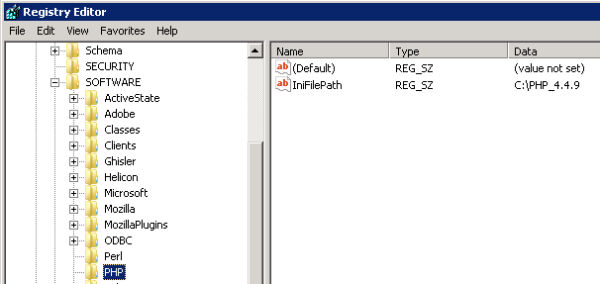 Registry Editor
File Edit View Favorites Help
Schema
SECURITY
SOFTWARE
ActiveState
Adobe
Classes
Clients
Ghisler
Helicon
Microsoft
Mozilla
MozillaPlugins
ODBC
Perl
PHP
Name Type Data
(Default) REG_SZ (value not set)
IniFilePath REG_SZ C:\PHP_4.4.9